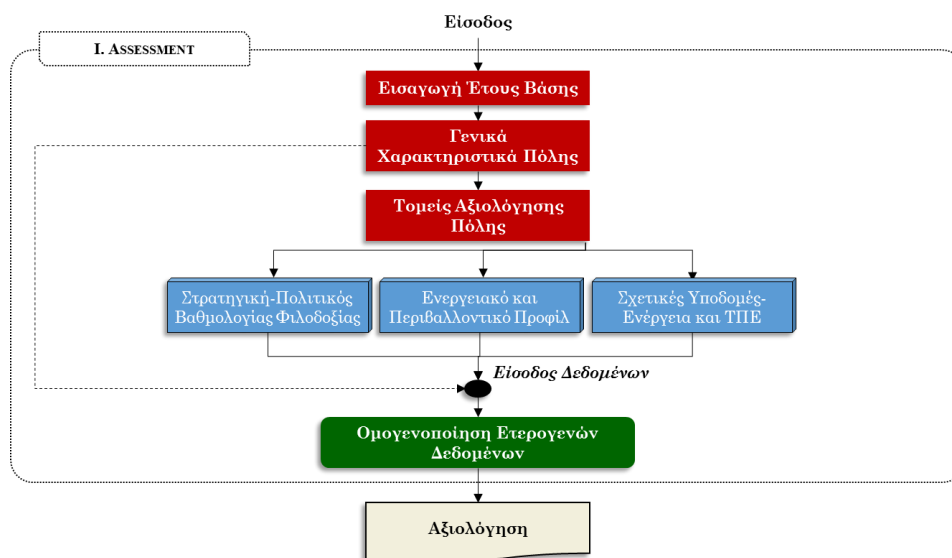 Είσοδος
I. ASSESSMENT
Εισαγωγή Έτους Βάσης
Γενικά
Χαρακτηριστικά Πόλης
Τομείς Αξιολόγησης
Πόλης
Στρατηγική-Πολιτικός
Βαθμολογίας Φιλοδοξίας
Ενεργειακό και
Περιβαλλοντικό Προφίλ
Σχετικές Υποδομές-
Ενέργεια και ΤΠΕ
Είσοδος Δεδομένων
Ομογενοποίηση Ετερογενών
Δεδομένων
Αξιολόγηση